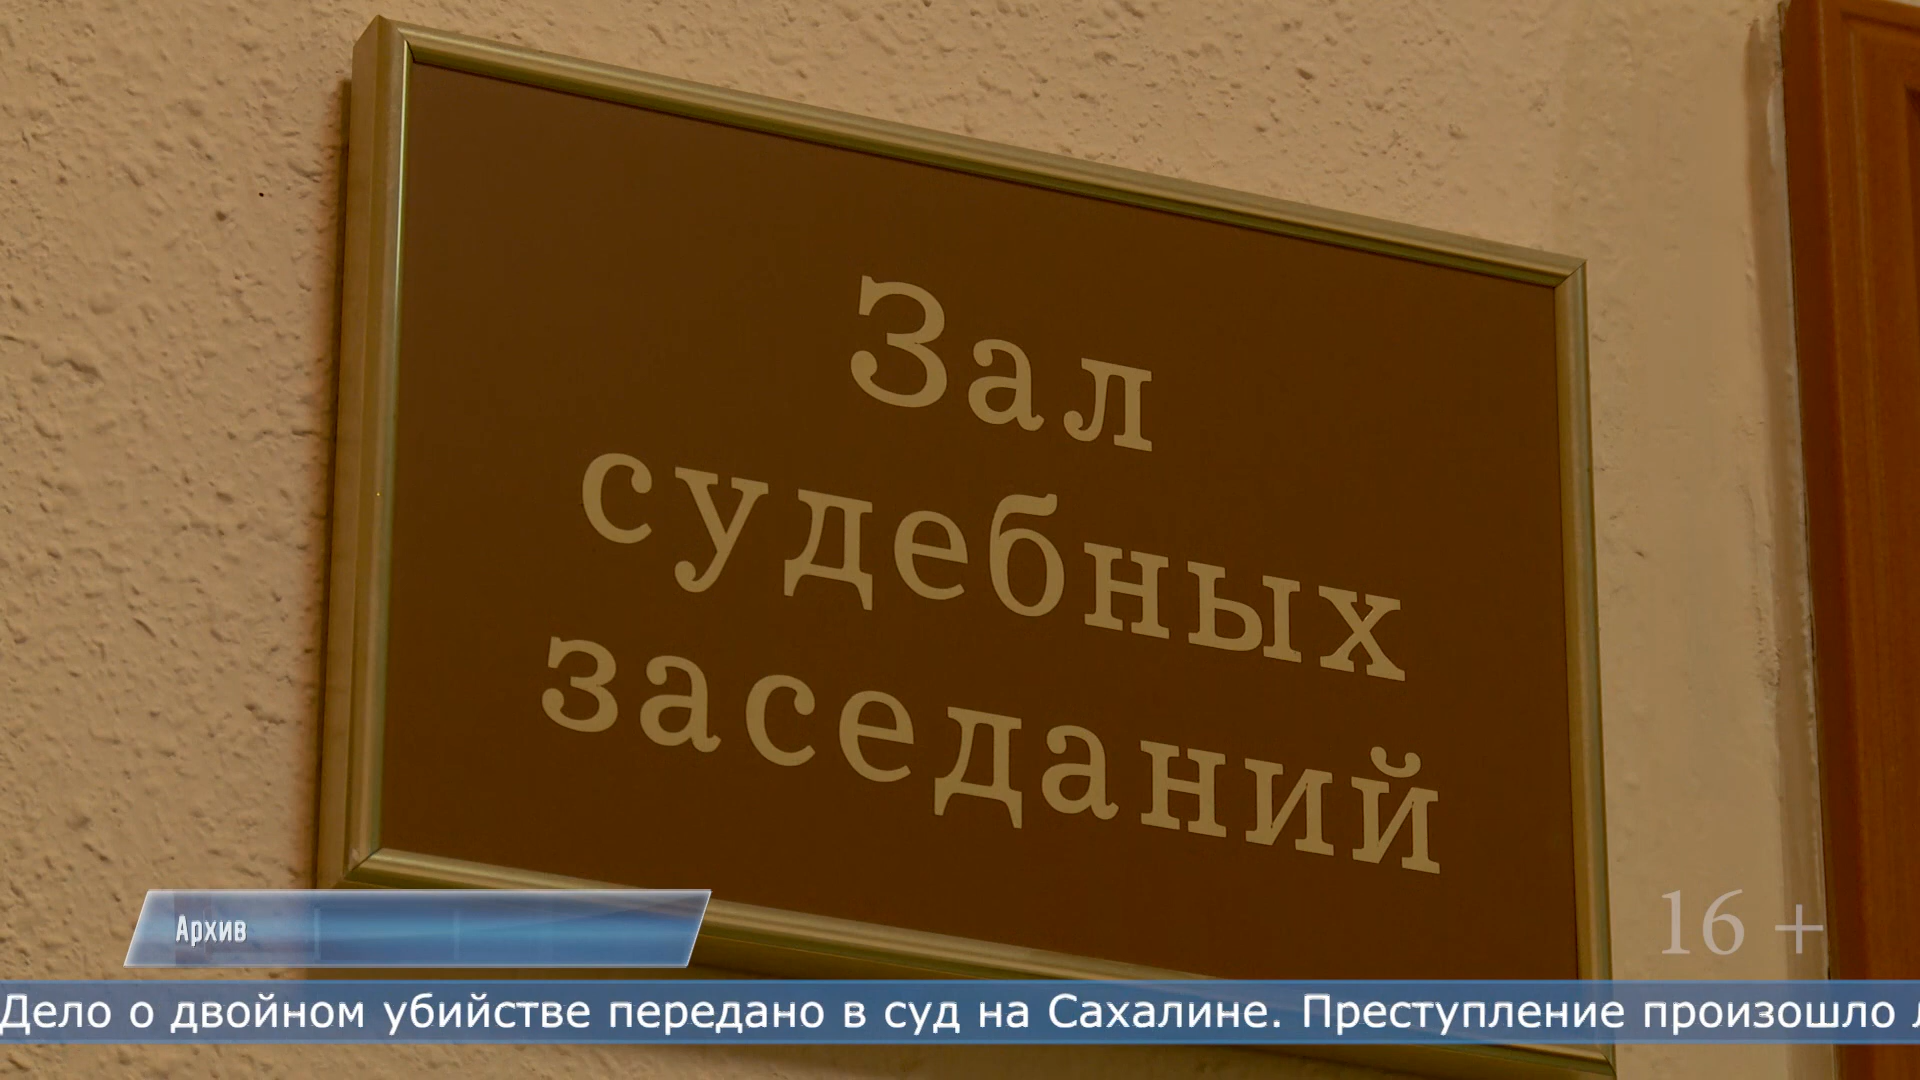 Зал
судебных
заседаний
Архив
16 +
Дело о двойном убийстве передано в суд на Сахалине. Преступление произошло